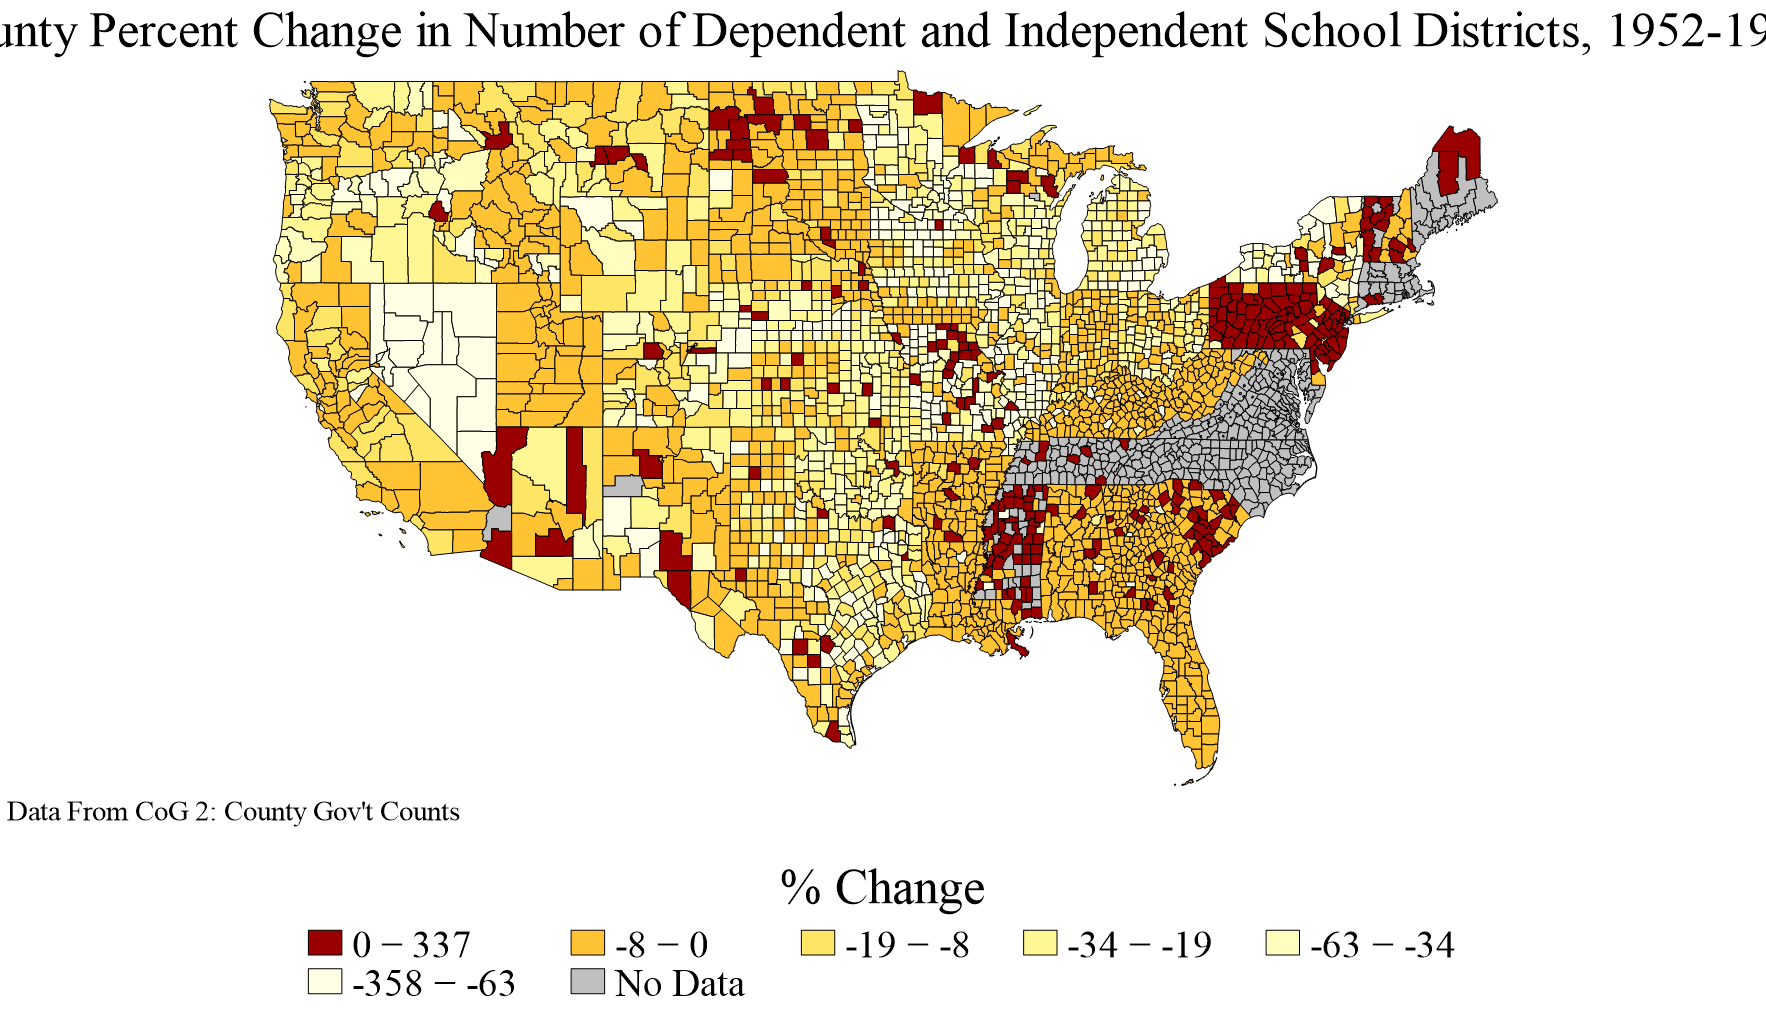 unty Percent Change in Number of Dependent and Independent School Districts, 1952-19
Data From CoG 2: County Gov't Counts
% Change
0 − 337
-8 − 0
-19 − -8
-34 − -19
-63 − -34
-358 − -63
No Data